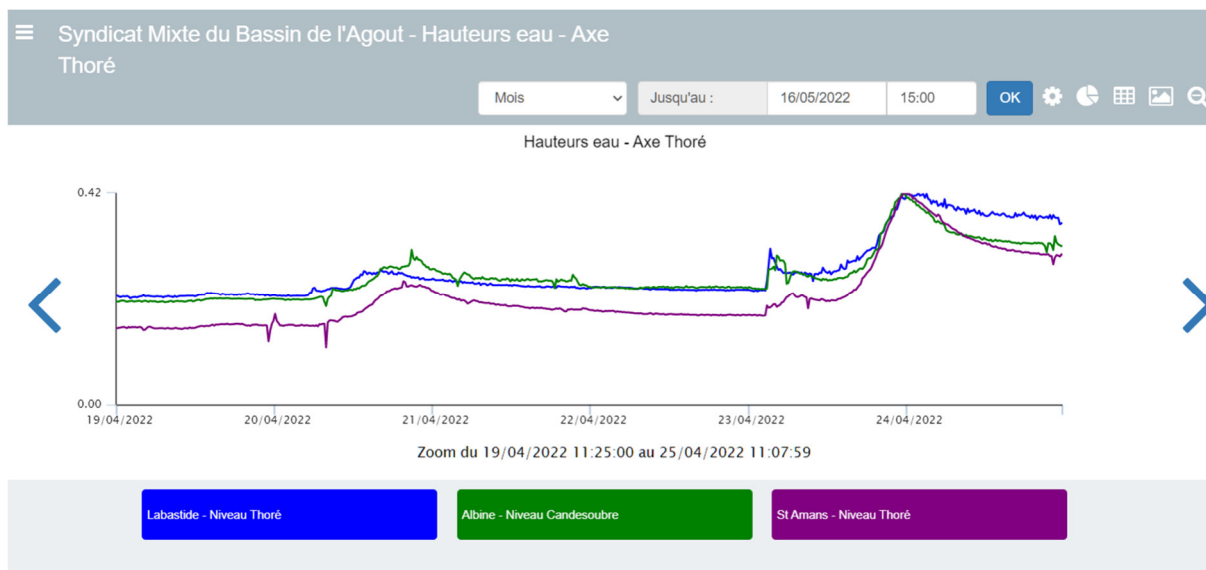 Syndicat Mixte du Bassin de l'Agout - Hauteurs eau - Axe
Thoré
Mois
Jusqu'au :
16/05/2022
15:00
OK
Hauteurs eau - Axe Thoré
0.42
0.00
19/04/2022
20/04/2022
21/04/2022
22/04/2022
23/04/2022
24/04/2022
Zoom du 19/04/2022 11:25:00 au 25/04/2022 11:07:59
Labastide - Niveau Thoré
Albine - Niveau Candesoubre
St Amans - Niveau Thoré